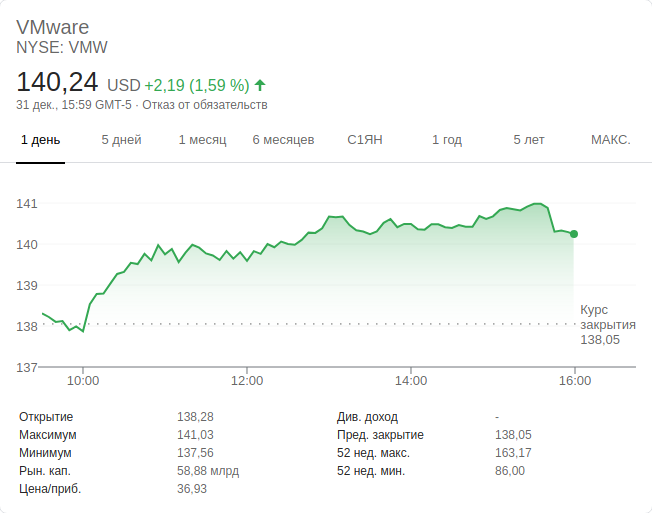 VMware
NYSE: VMW
140,24 USD +2,19 (1,59 %)
31 дек., 15:59 GMT-5 · Отказ от обязательств
1 день 5 дней 1 месяц 6 месяцев С1ЯН 1 год 5 лет МАКС.
141
140
139
138
137
Курс
закрытия
138,05
10:00 12:00 14:00 16:00
Открытие 138,28 Див. доход -
Максимум 141,03 Пред. закрытие 138,05
Минимум 137,56 52 нед. макс. 163,17
Рын. кап. 58,88 млрд 52 нед. мин. 86,00
Цена/приб. 36,93